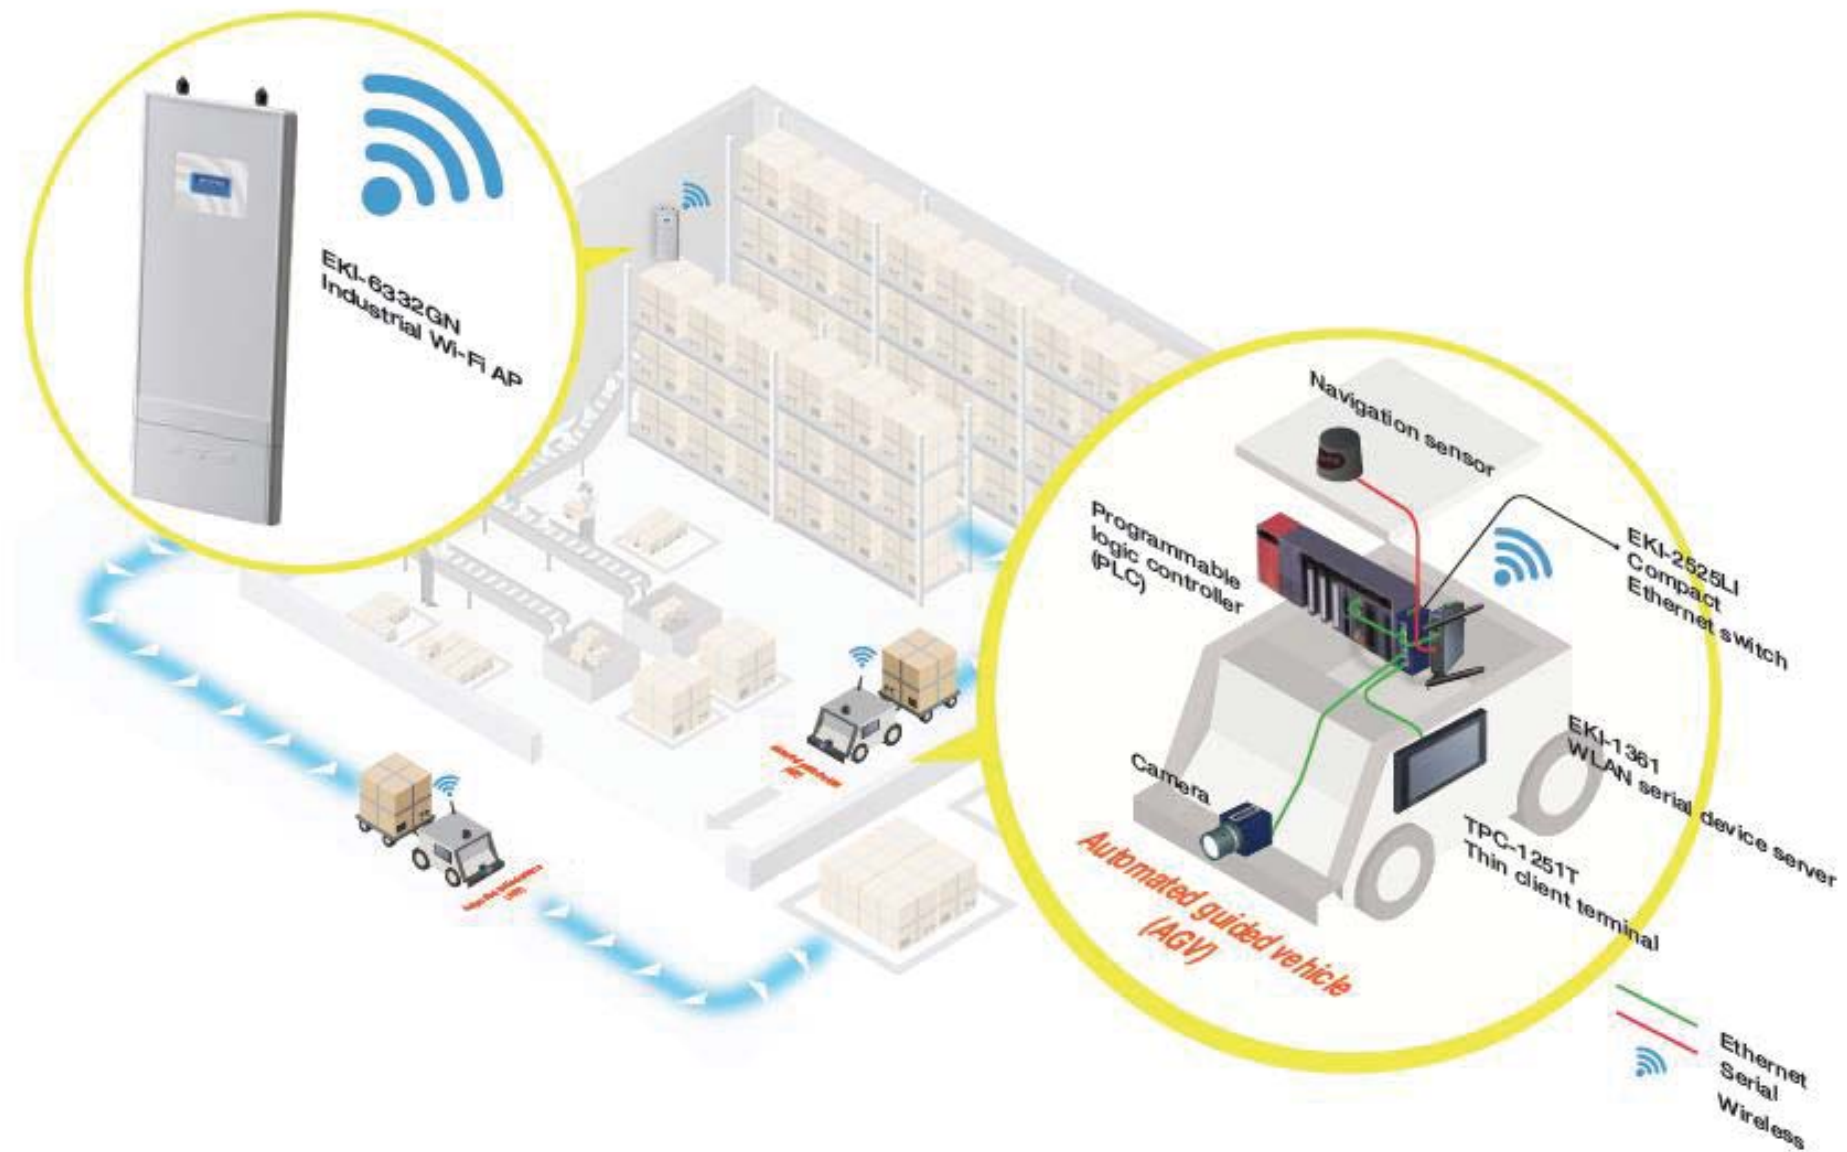 EKI-6332GN
Industrial Wi-Fi AP
Navigation sensor
Programmable
logic controller
(PLC)
EKI-2525LI
Compact
Ethernet switch
EKI-1361
WLAN serial device server
Camera
TPC-1251T
Thin client terminal
Automated guided vehicle
(AGV)
Ethernet
Serial
Wireless